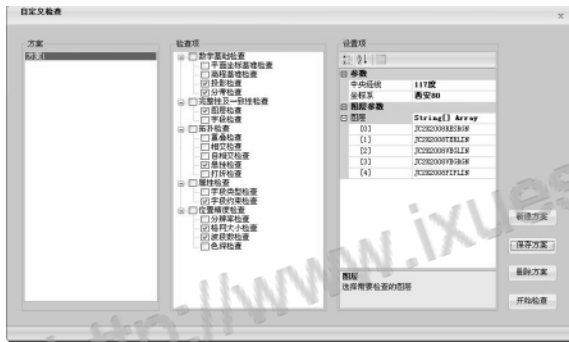 自定义检查
x
方案
方案1
检查项
数学基础检查
平面坐标基准检查
高程基准检查
投影检查
分带检查
完整性及一致性检查
图层检查
字段检查
拓扑检查
重叠检查
相交检查
自相交检查
悬挂检查
打折检查
属性检查
字段类型检查
字段约束检查
位置精度检查
分辨率检查
格网大小检查
波段数检查
色彩检查
设置项
参数
中央经线 117度
坐标系 西安80
图层参数
图层 String[] Array
[0]
[1]
[2]
[3]
[4]
图层
选择需要检查的图层
新建方案
保存方案
删除方案
开始检查
http://www.ixues